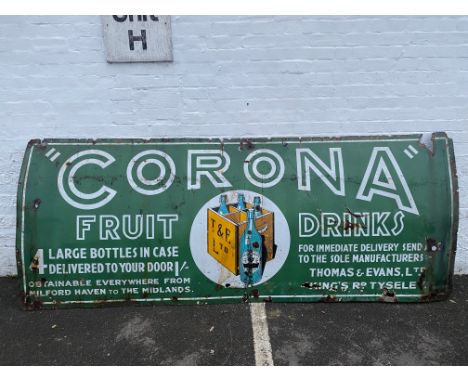 Unit
H
"CORONA"
FRUIT DRINKS
4 LARGE BOTTLES IN CASE
DELIVERED TO YOUR DOOR 1/-
OBTAINABLE EVERYWHERE FROM
MILFORD HAVEN TO THE MIDLANDS.
T & E
LTD
FOR IMMEDIATE DELIVERY SEND
TO THE SOLE MANUFACTURERS
THOMAS & EVANS, LTD
KING'S RD TYSELEY